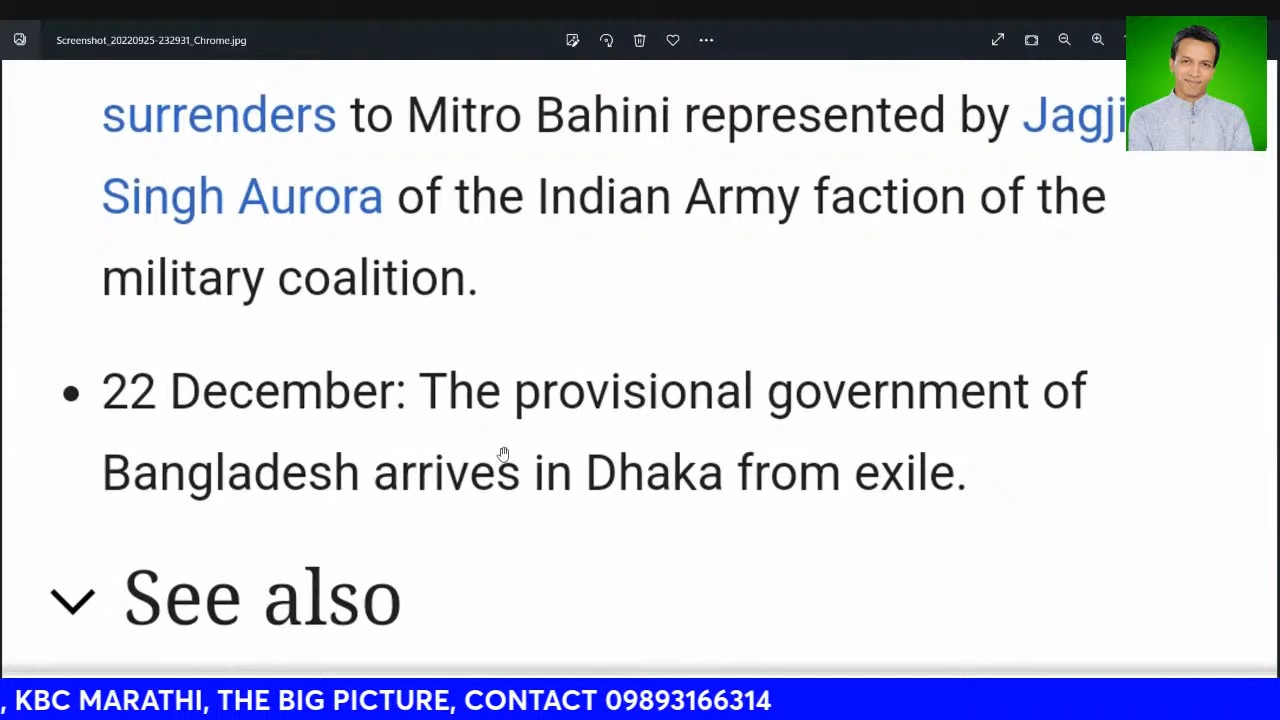 Screenshot_20220925-232931_Chrome.jpg
surrenders to Mitro Bahini represented by Jagji
Singh Aurora of the Indian Army faction of the
military coalition.
• 22 December: The provisional government of
Bangladesh arrives in Dhaka from exile.
See also
, KBC MARATHI, THE BIG PICTURE, CONTACT 09893166314